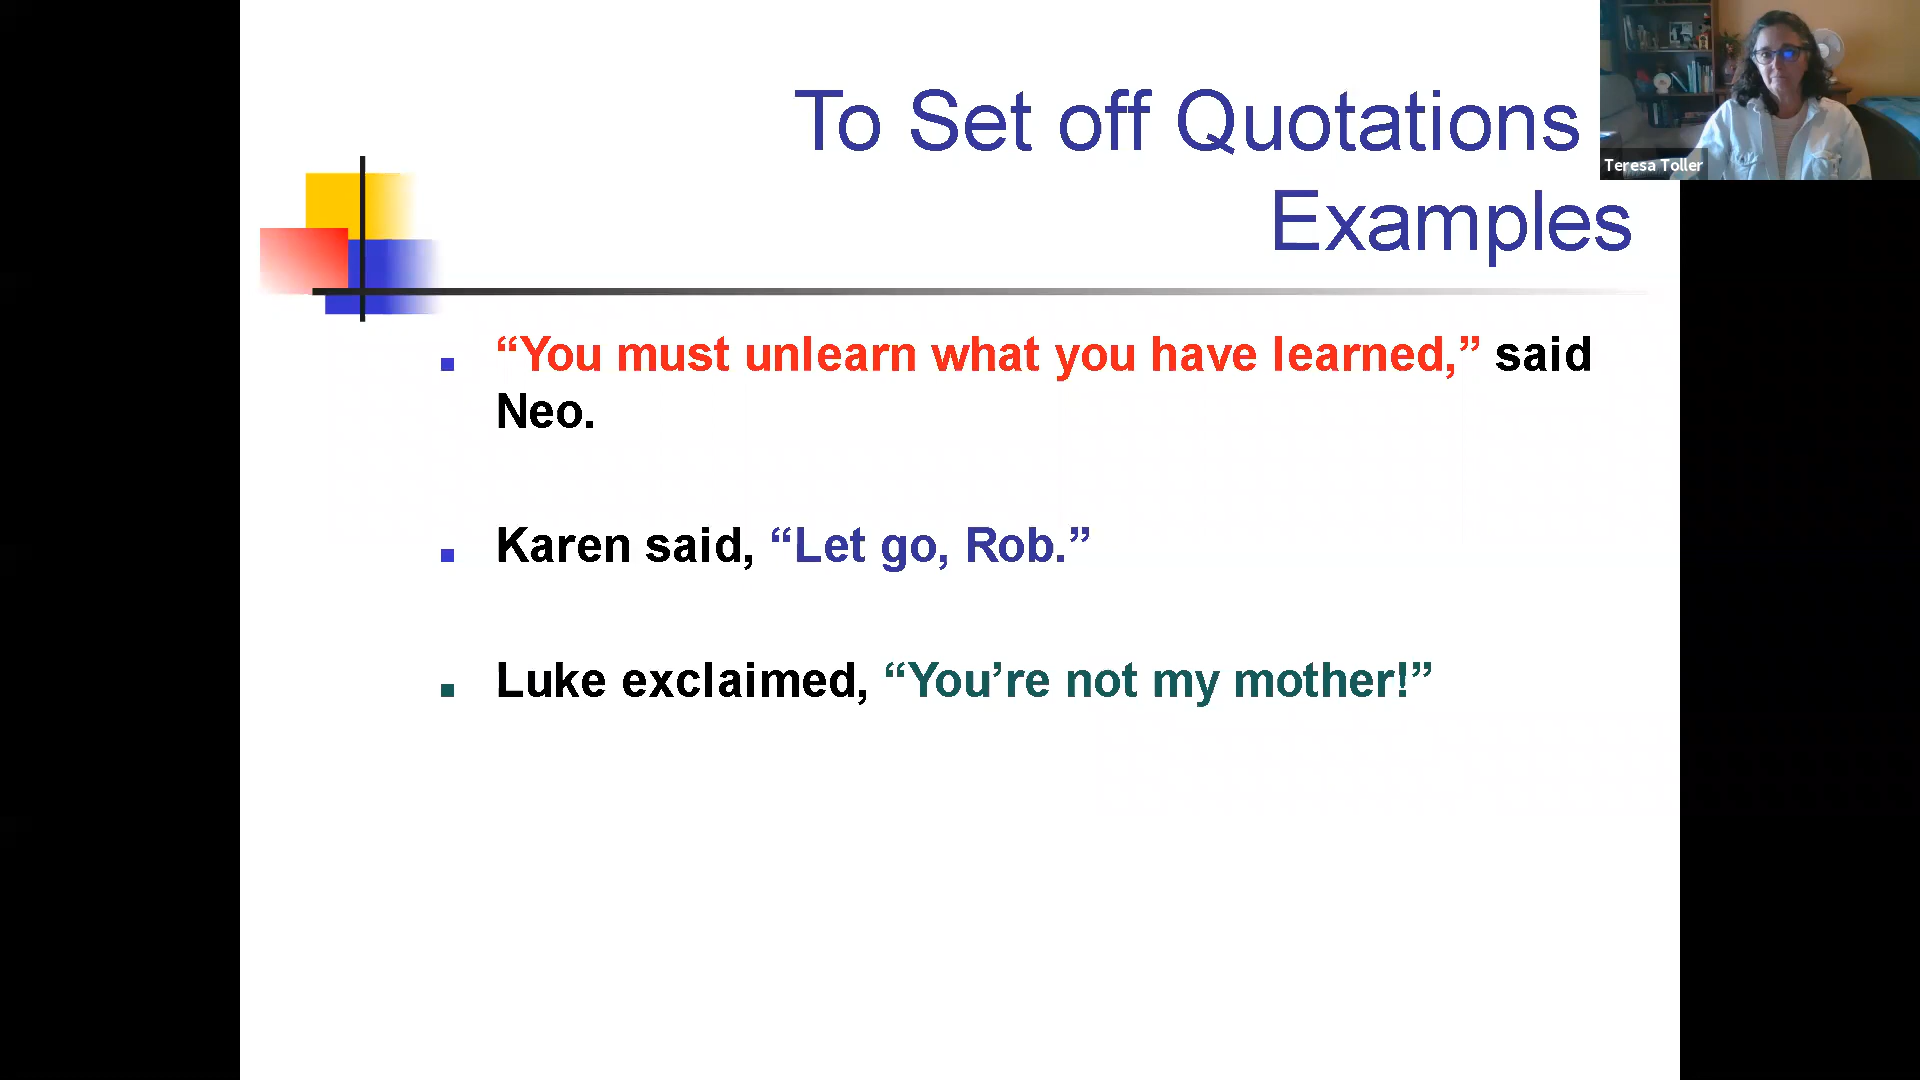 To Set off Quotations
Examples
Teresa Toller
“You must unlearn what you have learned,” said
Neo.
Karen said, “Let go, Rob.”
Luke exclaimed, “You’re not my mother!”